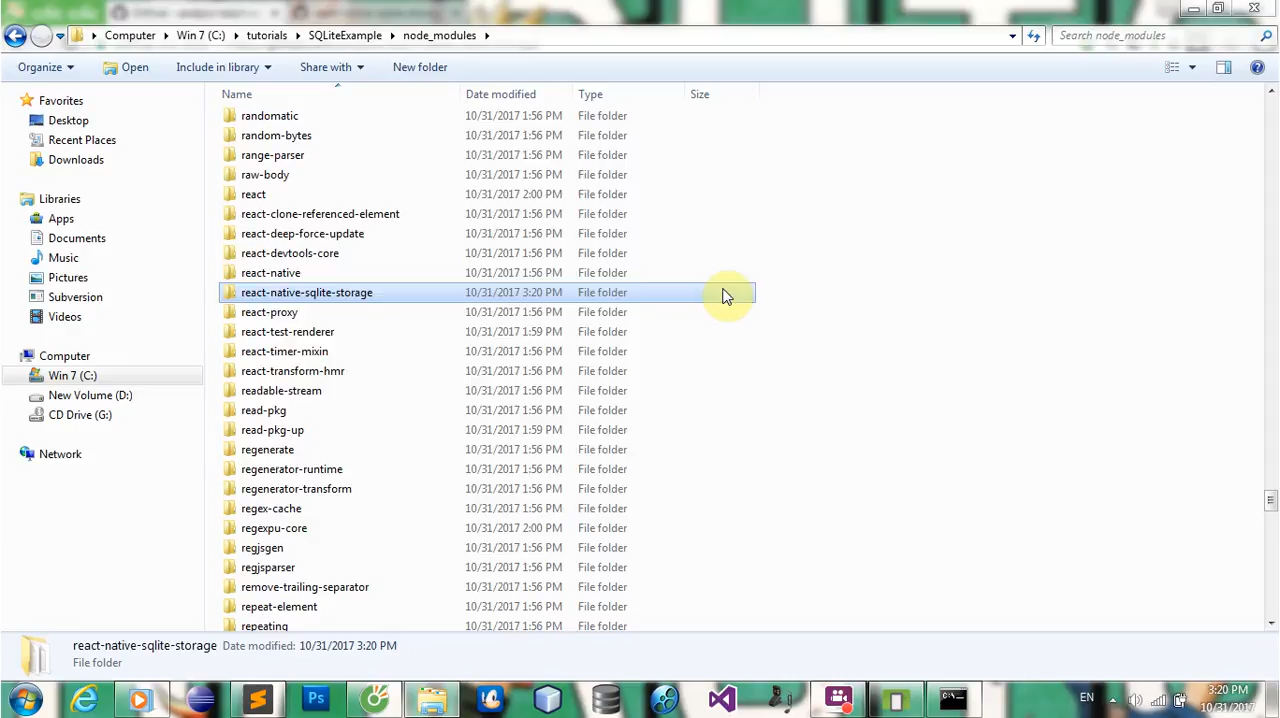 Computer Win 7 (C:) tutorials SQLiteExample node_modules Search node_modules
Organize Open Include in library Share with New folder
Name Date modified Type Size
Favorites
Desktop
Recent Places
Downloads
Libraries
Apps
Documents
Music
Pictures
Subversion
Videos
Computer
Win 7 (C:)
New Volume (D:)
CD Drive (G:)
Network
randomatic 10/31/2017 1:56 PM File folder
random-bytes 10/31/2017 1:56 PM File folder
range-parser 10/31/2017 1:56 PM File folder
raw-body 10/31/2017 1:56 PM File folder
react 10/31/2017 2:00 PM File folder
react-clone-referenced-element 10/31/2017 1:56 PM File folder
react-deep-force-update 10/31/2017 1:56 PM File folder
react-devtools-core 10/31/2017 1:56 PM File folder
react-native 10/31/2017 1:56 PM File folder
react-native-sqlite-storage 10/31/2017 3:20 PM File folder
react-proxy 10/31/2017 1:56 PM File folder
react-test-renderer 10/31/2017 1:59 PM File folder
react-timer-mixin 10/31/2017 1:56 PM File folder
react-transform-hmr 10/31/2017 1:56 PM File folder
readable-stream 10/31/2017 1:56 PM File folder
read-pkg 10/31/2017 1:56 PM File folder
read-pkg-up 10/31/2017 1:59 PM File folder
regenerate 10/31/2017 1:56 PM File folder
regenerator-runtime 10/31/2017 1:56 PM File folder
regenerator-transform 10/31/2017 1:56 PM File folder
regex-cache 10/31/2017 1:56 PM File folder
regexpu-core 10/31/2017 2:00 PM File folder
regjsgen 10/31/2017 1:56 PM File folder
regjsparser 10/31/2017 1:56 PM File folder
remove-trailing-separator 10/31/2017 1:56 PM File folder
repeat-element 10/31/2017 1:56 PM File folder
repeating 10/31/2017 1:56 PM File folder
react-native-sqlite-storage Date modified: 10/31/2017 3:20 PM
File folder
Ps
EN
3:20 PM
10/31/2017